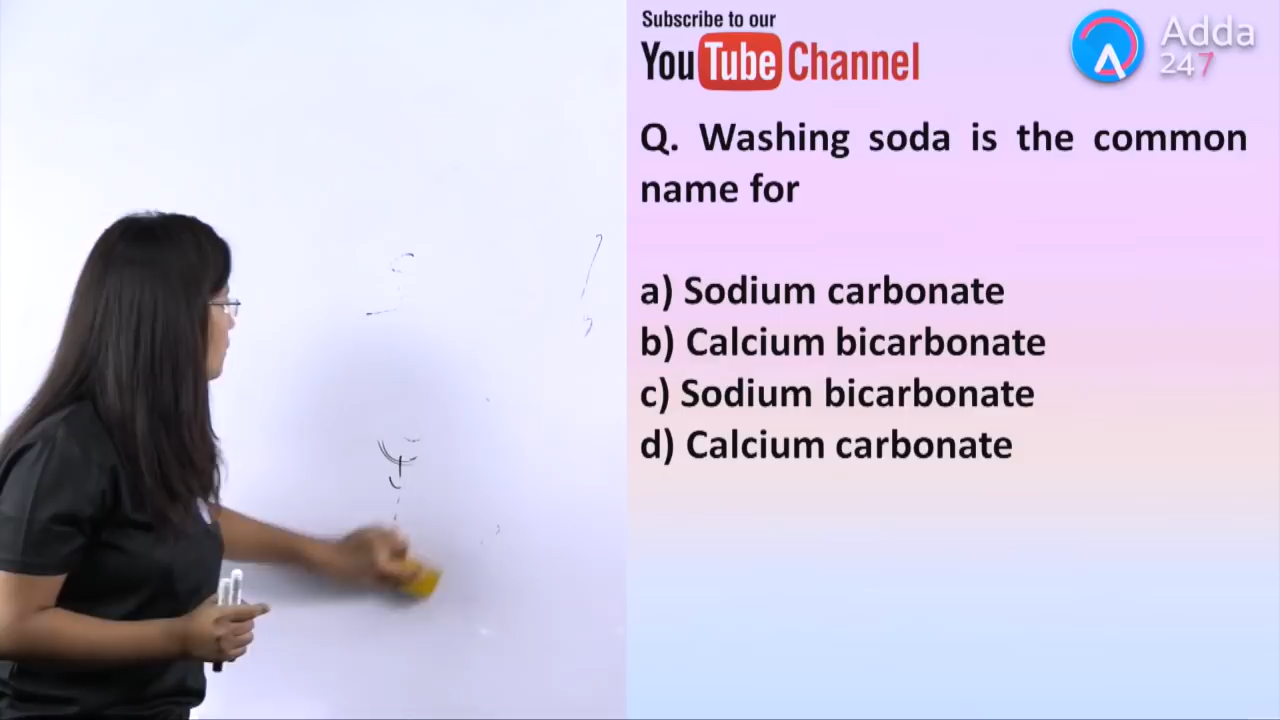 Subscribe to our
YouTube Channel
Adda
247
Q. Washing soda is the common
name for
a) Sodium carbonate
b) Calcium bicarbonate
c) Sodium bicarbonate
d) Calcium carbonate